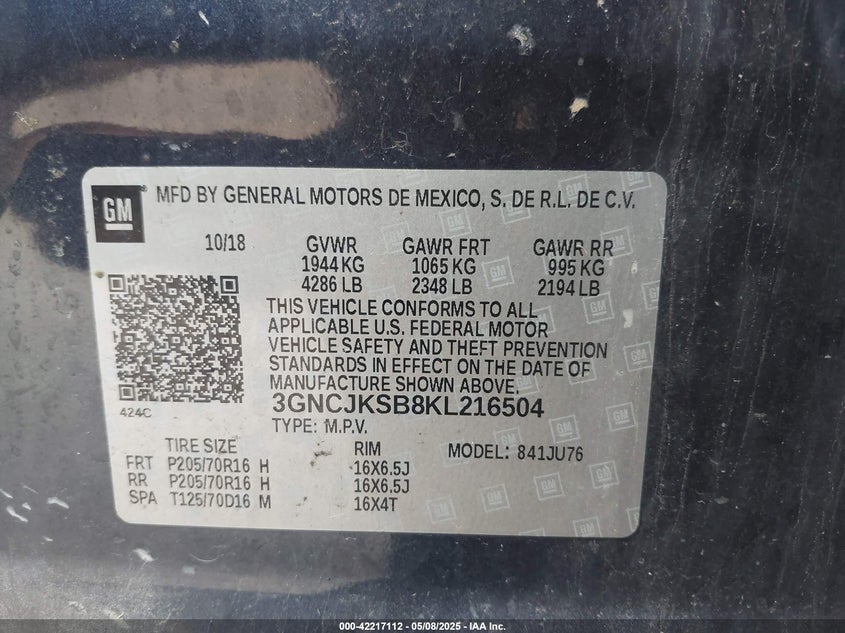 GM
MFD BY GENERAL MOTORS DE MEXICO, S. DE R.L. DE C.V.
10/18 GVWR GAWR FRT GAWR RR
1944 KG 1065 KG 995 KG
4286 LB 2348 LB 2194 LB
THIS VEHICLE CONFORMS TO ALL
APPLICABLE U.S. FEDERAL MOTOR
VEHICLE SAFETY AND THEFT PREVENTION
STANDARDS IN EFFECT ON THE DATE OF
MANUFACTURE SHOWN ABOVE.
424C
3GNCJKSB8KL216504
TYPE: M.P.V.
TIRE SIZE RIM MODEL: 841JU76
FRT P205/70R16 H 16X6.5J
RR P205/70R16 H 16X6.5J
SPA T125/70D16 M 16X4T
000-42217112 - 05/08/2025 - IAA Inc.